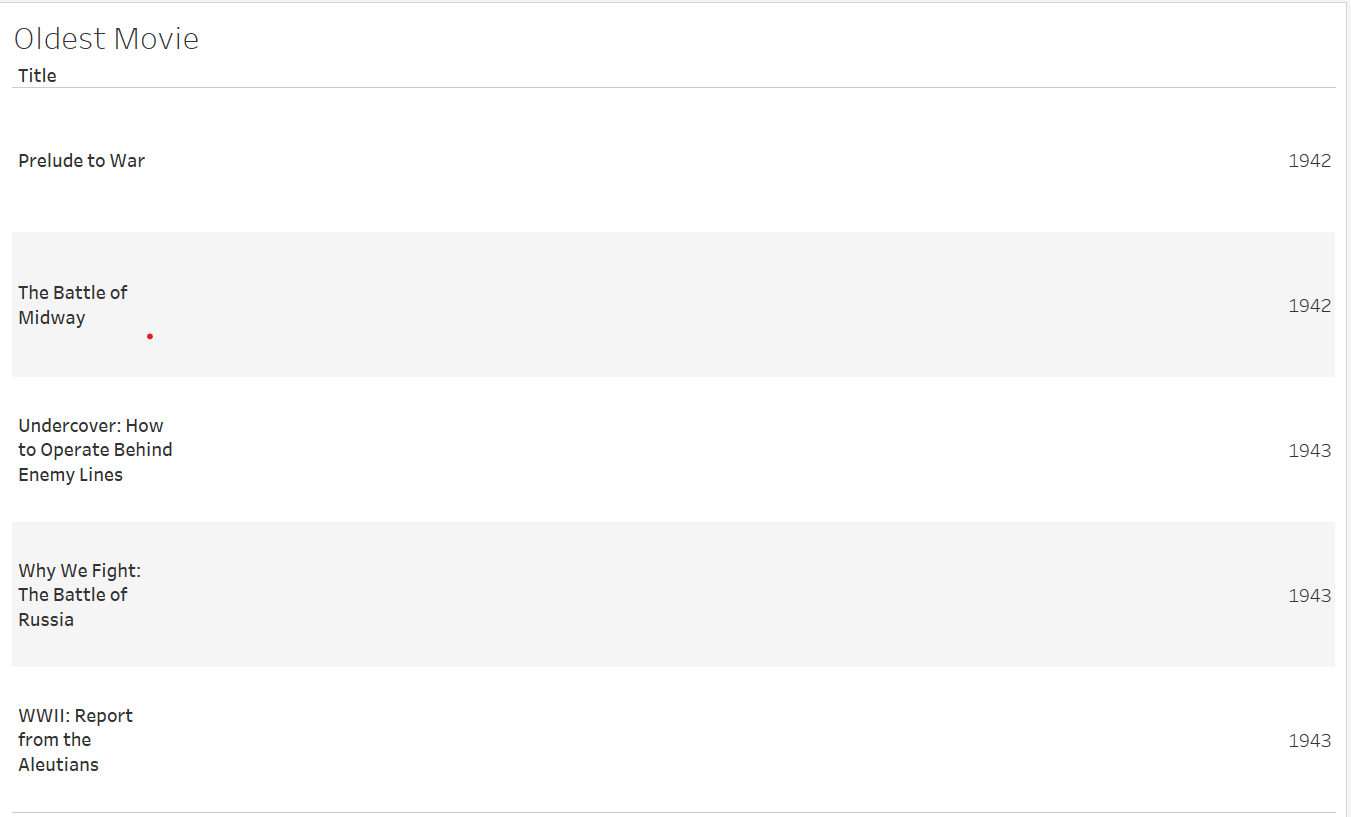 Oldest Movie
Title
Prelude to War 1942
The Battle of
Midway 1942
Undercover: How
to Operate Behind 1943
Enemy Lines
Why We Fight:
The Battle of 1943
Russia
WWII: Report
from the 1943
Aleutians